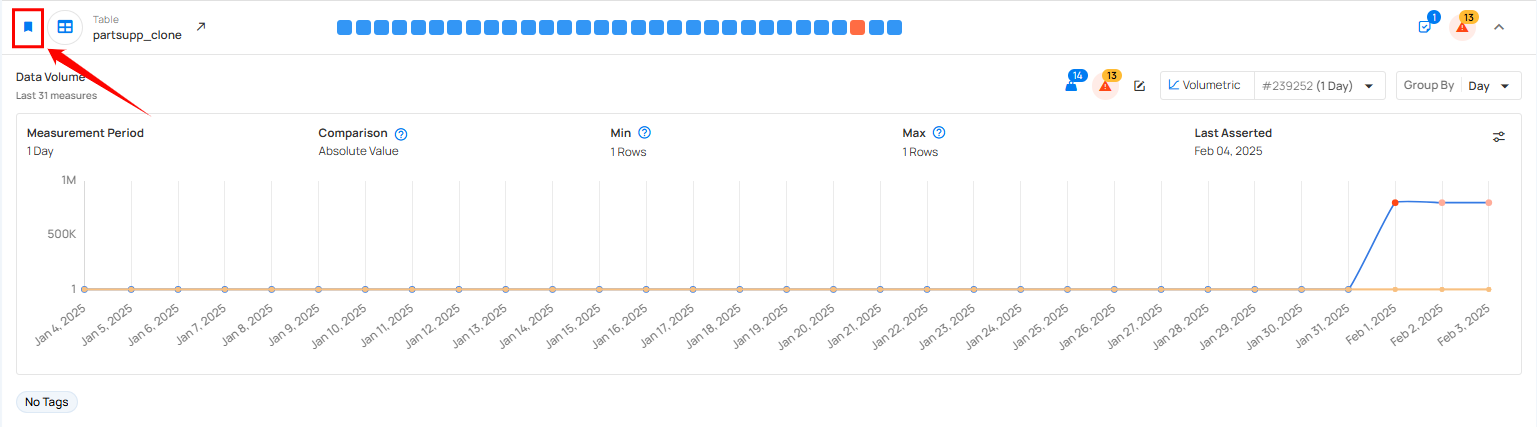 Table
partsupp_clone
1
13
Data Volume
Last 31 measures
14
13
Volumetric
#239252 (1 Day)
Group By
Day
Measurement Period
1 Day
Comparison ?
Absolute Value
Min ?
1 Rows
Max ?
1 Rows
Last Asserted
Feb 04, 2025
1M
500K
1
Jan 4, 2025
Jan 5, 2025
Jan 6, 2025
Jan 7, 2025
Jan 8, 2025
Jan 9, 2025
Jan 10, 2025
Jan 11, 2025
Jan 12, 2025
Jan 13, 2025
Jan 14, 2025
Jan 15, 2025
Jan 16, 2025
Jan 17, 2025
Jan 18, 2025
Jan 19, 2025
Jan 20, 2025
Jan 21, 2025
Jan 22, 2025
Jan 23, 2025
Jan 24, 2025
Jan 25, 2025
Jan 26, 2025
Jan 27, 2025
Jan 28, 2025
Jan 29, 2025
Jan 30, 2025
Jan 31, 2025
Feb 1, 2025
Feb 2, 2025
Feb 3, 2025
No Tags